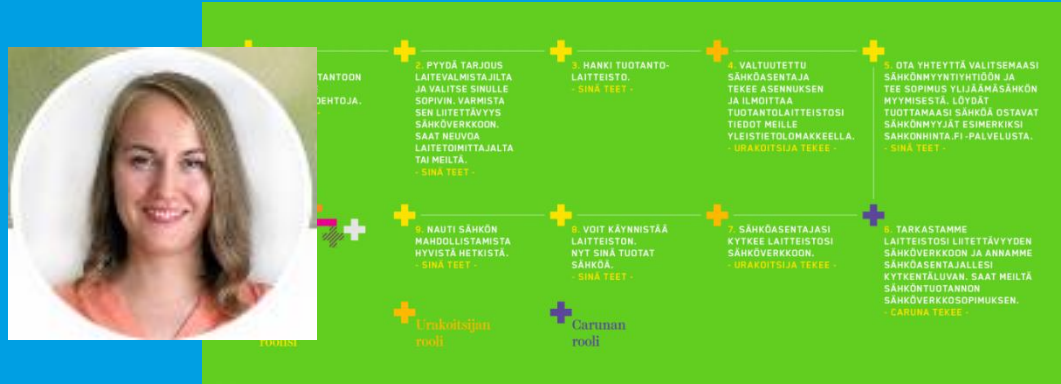 TANTOON
DEHTOJA.
2. PYYDÄ TARJOUS
LAITEVALMISTAJILTA
JA VALITSE SINULLE
SOPIVIN. VARMISTA
SEN LIITETTÄVYYS
SÄHKÖVERKKOON.
SAAT NEUVOA
LAITETOIMITTAJALTA
TAI MEILTÄ.
- SINÄ TEET -
3. HANKI TUOTANTO-
LAITTEISTO.
- SINÄ TEET -
4. VALTUUTETTU
SÄHKÖASENTAJA
TEKEE ASENNUKSEN
JA ILMOITTAA
TUOTANTOLAITTEISTOSI
TIEDOT MEILLE
YLEISTIETOLOMAKKEELLA.
- URAKOITSIJA TEKEE -
5. OTA YHTEYTTÄ VALITSEMAASI
SÄHKÖNMYYNTIYHTIÖÖN JA
TEE SOPIMUS YLIJÄÄMÄSÄHKÖN
MYYMISESTÄ. LÖYDÄT
TUOTTAMAASI SÄHKÖÄ OSTAVAT
SÄHKÖNMYYJÄT ESIMERKIKSI
SAHKONHINTA.FI -PALVELUSTA.
- SINÄ TEET -
9. NAUTI SÄHKÖN
MAHDOLLISTAMISTA
HYVISTÄ HETKISTÄ.
- SINÄ TEET -
8. VOIT KÄYNNISTÄÄ
LAITTEISTON.
NYT SINÄ TUOTAT
SÄHKÖÄ.
- SINÄ TEET -
7. SÄHKÖASENTAJASI
KYTKEE LAITTEISTOSI
SÄHKÖVERKKOON.
- URAKOITSIJA TEKEE -
6. TARKASTAMME
LAITTEISTOSI LIITETTÄVYYDEN
SÄHKÖVERKKOON JA ANNAMME
SÄHKÖASENTAJALLESI
KYTKENTÄLUVAN. SAAT MEILTÄ
SÄHKÖNTUOTANNON
SÄHKÖVERKKOSOPIMUKSEN.
- CARUNA TEKEE -
roolisi
Urakoitsijan
rooli
Carunan
rooli